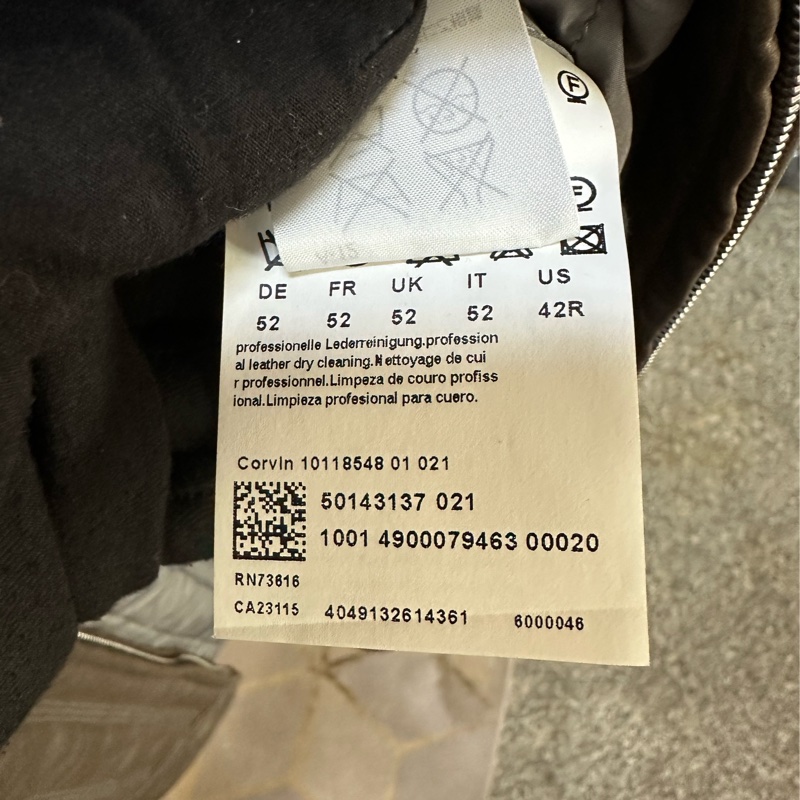 F
F
DE FR UK IT US
52 52 52 52 42R
professionelle Lederreinigung.profession
al leather dry cleaning.Nettoyage de cui
r professionnel.Limpeza de couro profiss
ional.Limpieza profesional para cuero.
Corvin 10118548 01 021
50143137 021
1001 4900079463 00020
RN73616
CA23115 4049132614361 6000046